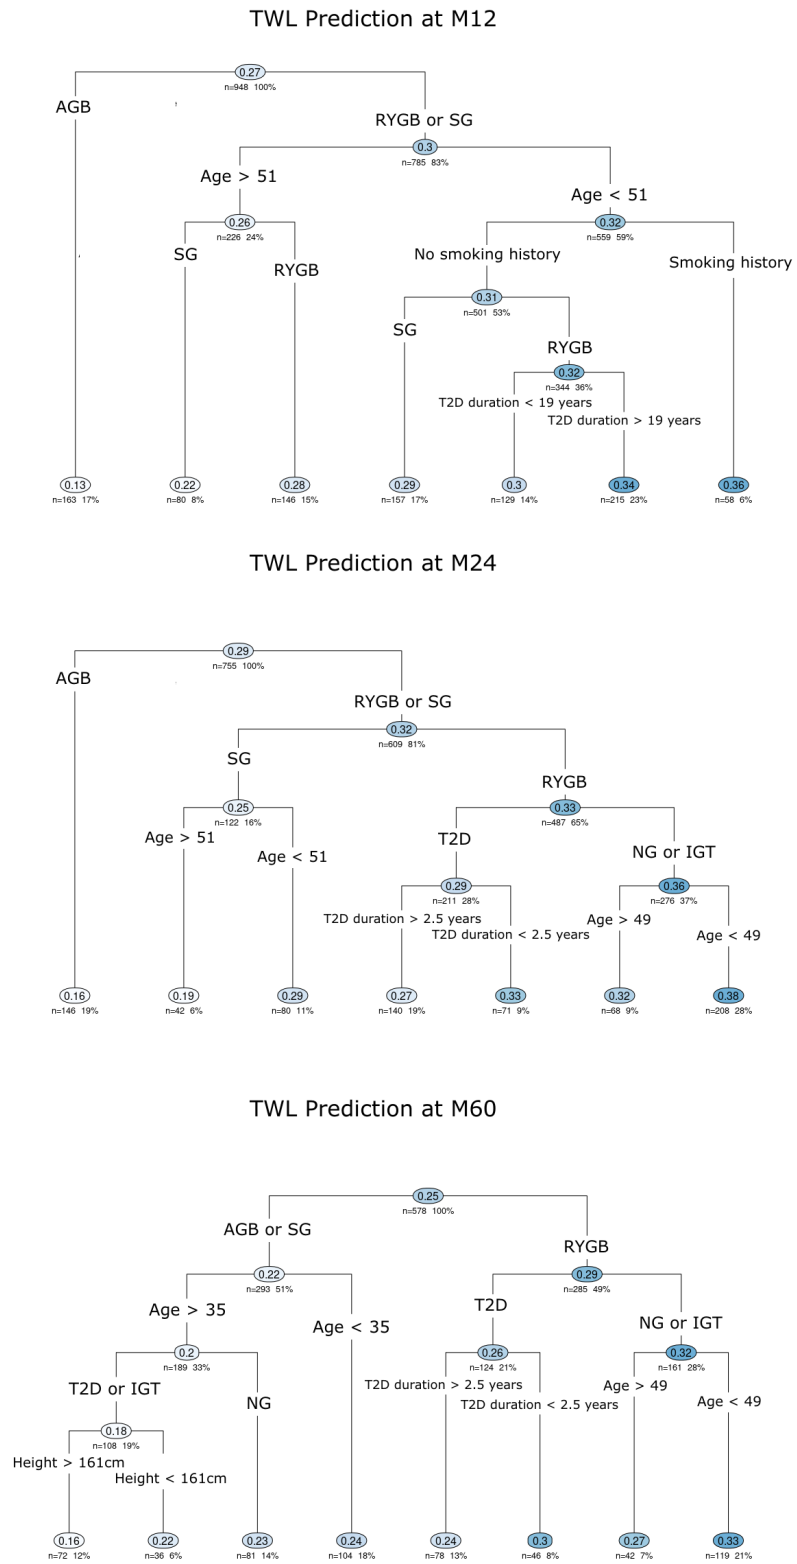 TWL Prediction at M12
0.27
n=948 100%
AGB
RYGB or SG
0.3
n=785 83%
Age > 51
Age < 51
0.26
n=226 24%
0.32
n=559 59%
SG
RYGB
No smoking history
Smoking history
0.31
n=501 53%
SG
RYGB
0.32
n=344 36%
T2D duration < 19 years
T2D duration > 19 years
0.13 0.22 0.28 0.29 0.3 0.34 0.36
n=163 17% n=80 8% n=146 15% n=157 17% n=129 14% n=215 23% n=58 6%
TWL Prediction at M24
0.29
n=755 100%
AGB
RYGB or SG
0.32
n=609 81%
SG
RYGB
0.25
n=122 16%
0.33
n=487 65%
Age > 51
Age < 51
T2D
NG or IGT
0.29
n=211 28%
0.36
n=276 37%
T2D duration > 2.5 years
T2D duration < 2.5 years
Age > 49
Age < 49
0.16 0.19 0.29 0.27 0.33 0.32 0.38
n=146 19% n=42 6% n=80 11% n=140 19% n=71 9% n=68 9% n=208 28%
TWL Prediction at M60
0.25
n=578 100%
AGB or SG
RYGB
0.22
n=293 51%
0.29
n=285 49%
Age > 35
Age < 35
T2D
NG or IGT
0.2
n=189 33%
0.26
n=124 21%
0.32
n=161 28%
T2D or IGT
NG
T2D duration > 2.5 years
T2D duration < 2.5 years
Age > 49
Age < 49
0.18
n=108 19%
Height > 161cm
Height < 161cm
0.16 0.22 0.23 0.24 0.24 0.3 0.27 0.33
n=72 12% n=36 6% n=81 14% n=104 18% n=78 13% n=46 8% n=42 7% n=119 21%